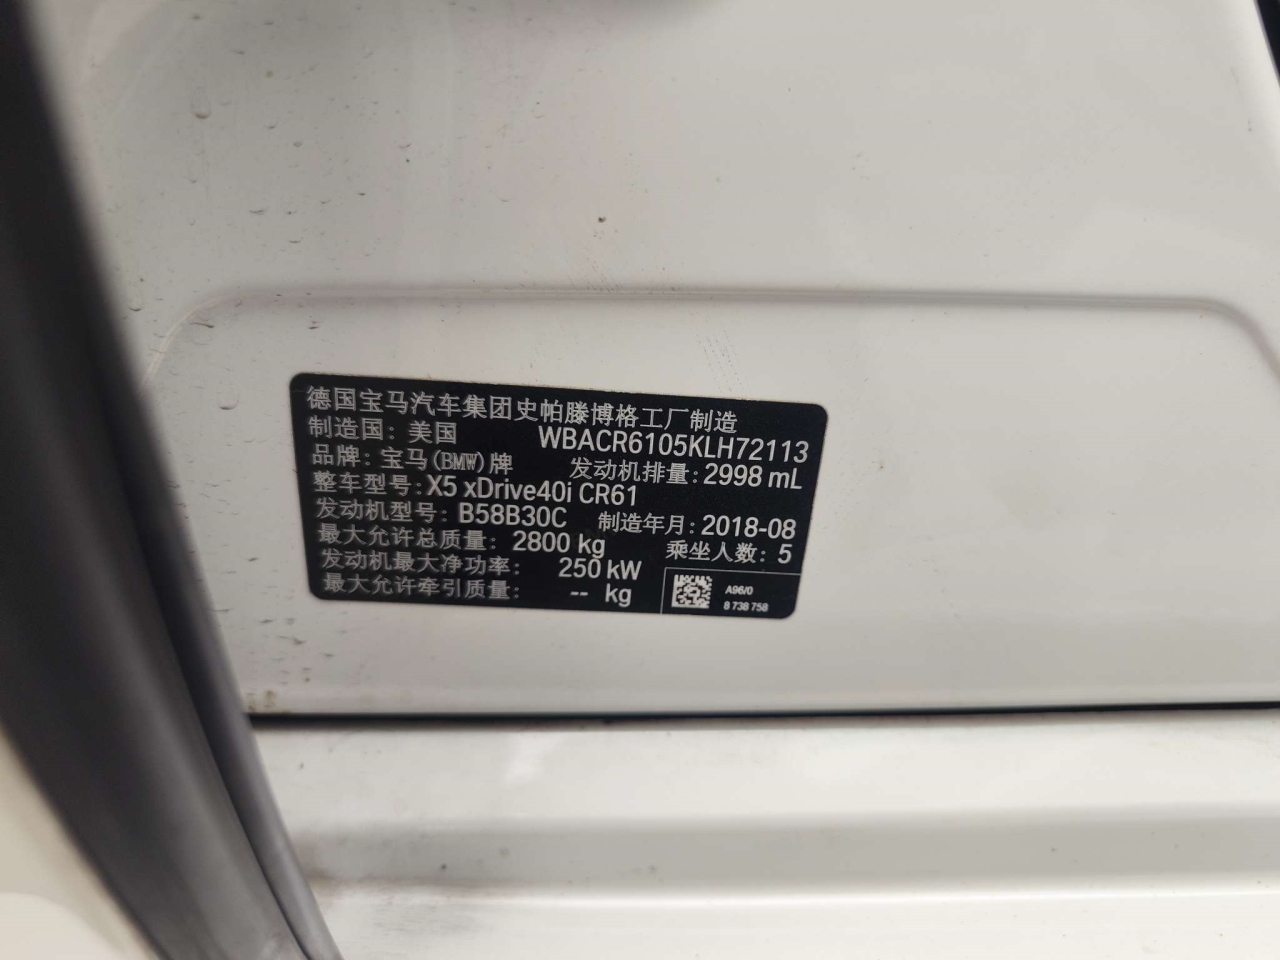 德国宝马汽车集团史帕滕博格工厂制造
制造国: 美国 WBACR6105KLH72113
品牌: 宝马(BMW)牌 发动机排量: 2998 mL
整车型号: X5 xDrive40i CR61
发动机型号: B58B30C 制造年月: 2018-08
最大允许总质量: 2800 kg 乘坐人数: 5
发动机最大净功率: 250 kW
最大允许牵引质量: -- kg
A96/0
8 738 758